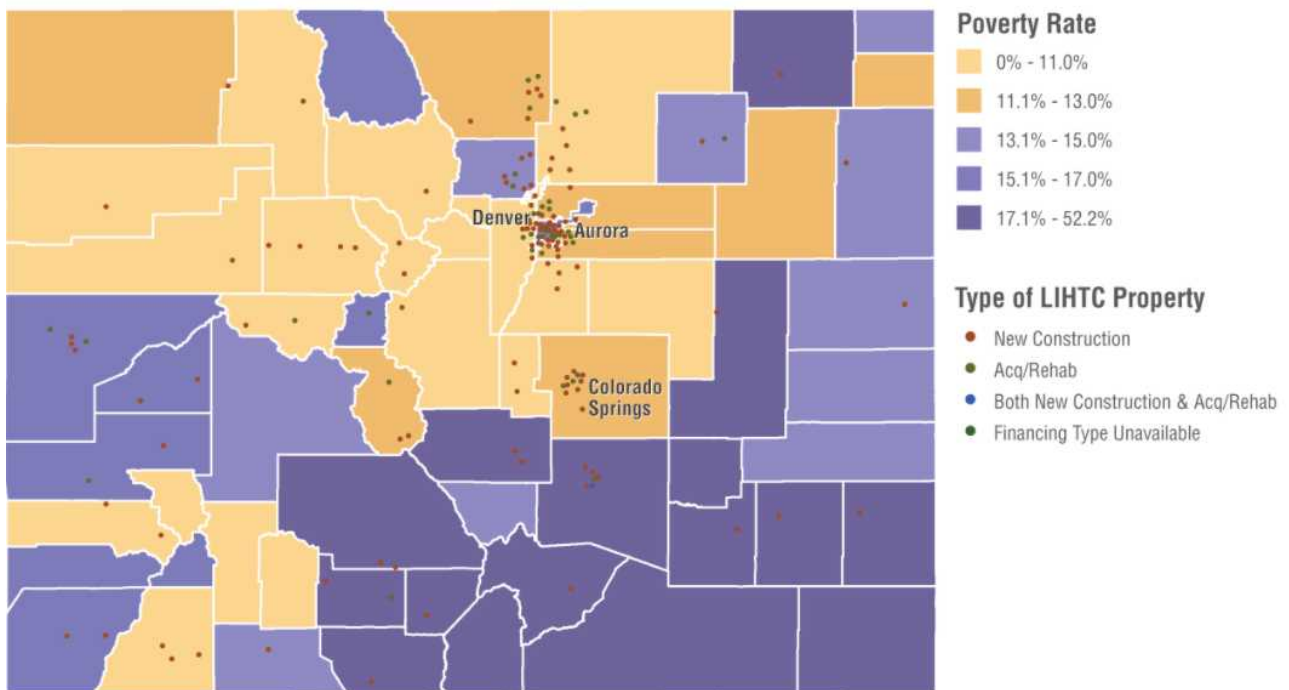 Poverty Rate
0% - 11.0%
11.1% - 13.0%
13.1% - 15.0%
15.1% - 17.0%
17.1% - 52.2%
Denver
Aurora
Type of LIHTC Property
New Construction
Acq/Rehab
Colorado
Springs
Both New Construction & Acq/Rehab
Financing Type Unavailable